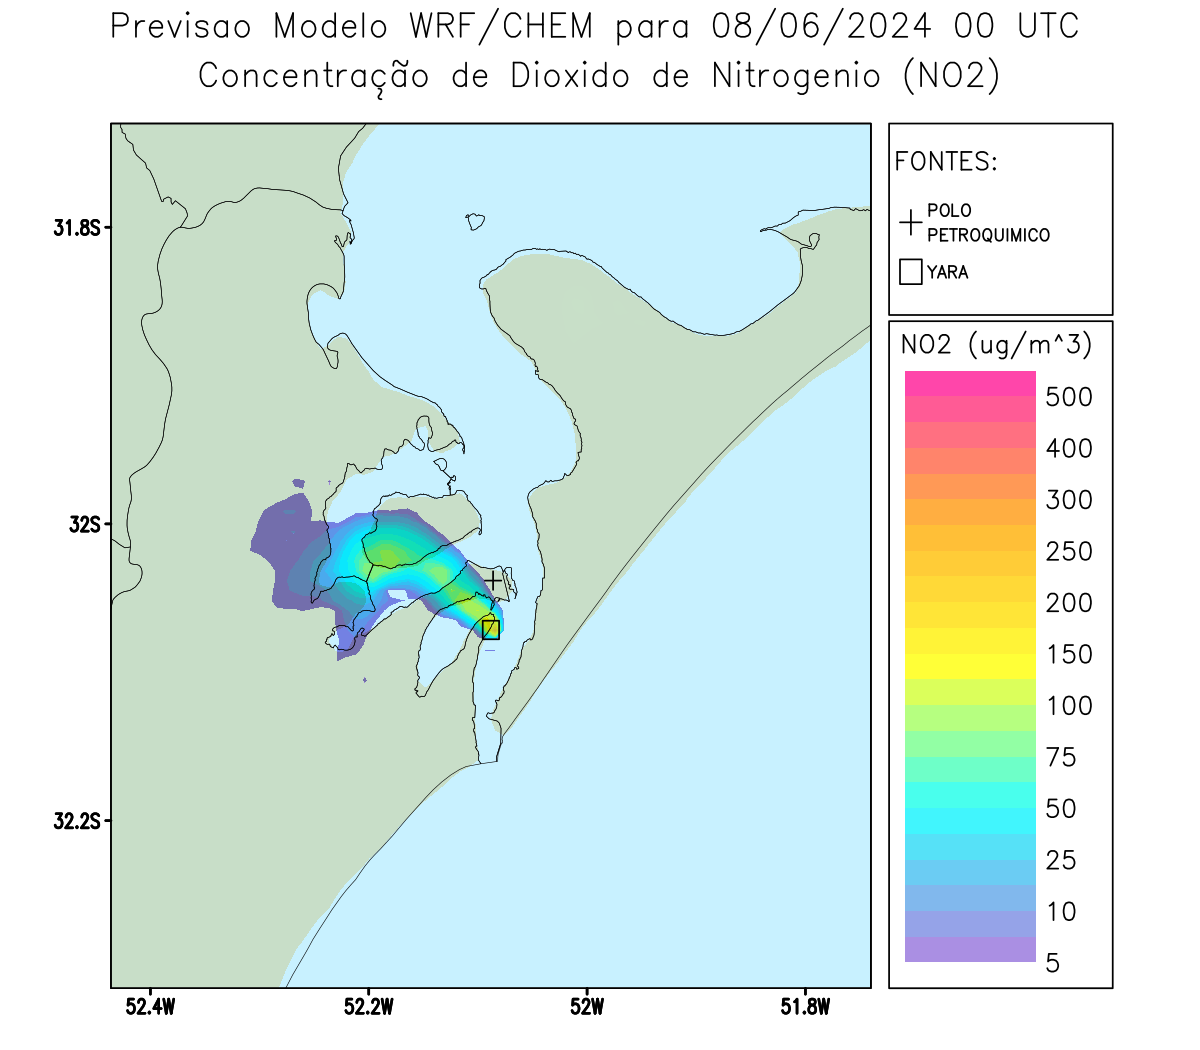 Previsao Modelo WRF/CHEM para 08/06/2024 00 UTC
Concentração de Dioxido de Nitrogenio (NO2)
FONTES:
POLO
PETROQUIMICO
YARA
NO2 (ug/m^3)
500
400
300
250
200
150
100
75
50
25
10
5
31.8S
32S
32.2S
52.4W
52.2W
52W
51.8W